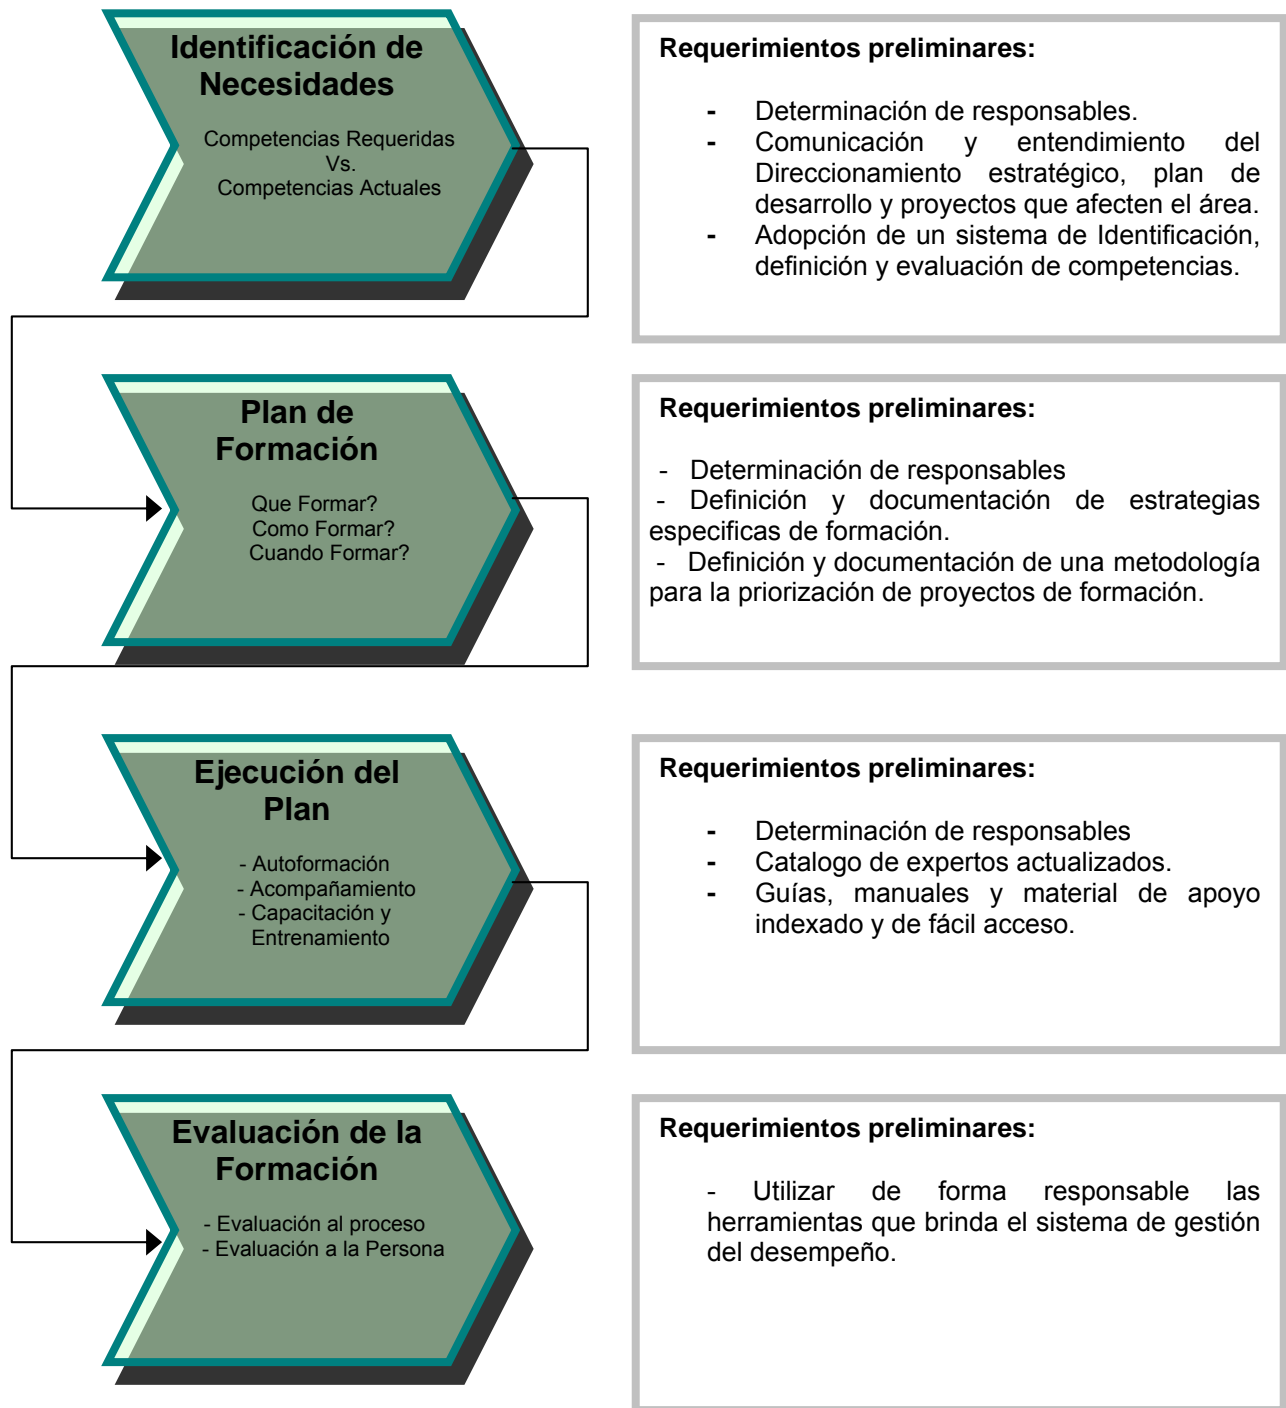 Identificación de
Necesidades
Competencias Requeridas
Vs.
Competencias Actuales
Requerimientos preliminares:
- Determinación de responsables.
- Comunicación y entendimiento del
Direccionamiento estratégico, plan de
desarrollo y proyectos que afecten el área.
- Adopción de un sistema de Identificación,
definición y evaluación de competencias.
Plan de
Formación
Que Formar?
Como Formar?
Cuando Formar?
Requerimientos preliminares:
- Determinación de responsables
- Definición y documentación de estrategias
especificas de formación.
- Definición y documentación de una metodología
para la priorización de proyectos de formación.
Ejecución del
Plan
- Autoformación
- Acompañamiento
- Capacitación y
Entrenamiento
Requerimientos preliminares:
- Determinación de responsables
- Catalogo de expertos actualizados.
- Guías, manuales y material de apoyo
indexado y de fácil acceso.
Evaluación de la
Formación
- Evaluación al proceso
- Evaluación a la Persona
Requerimientos preliminares:
- Utilizar de forma responsable las
herramientas que brinda el sistema de gestión
del desempeño.